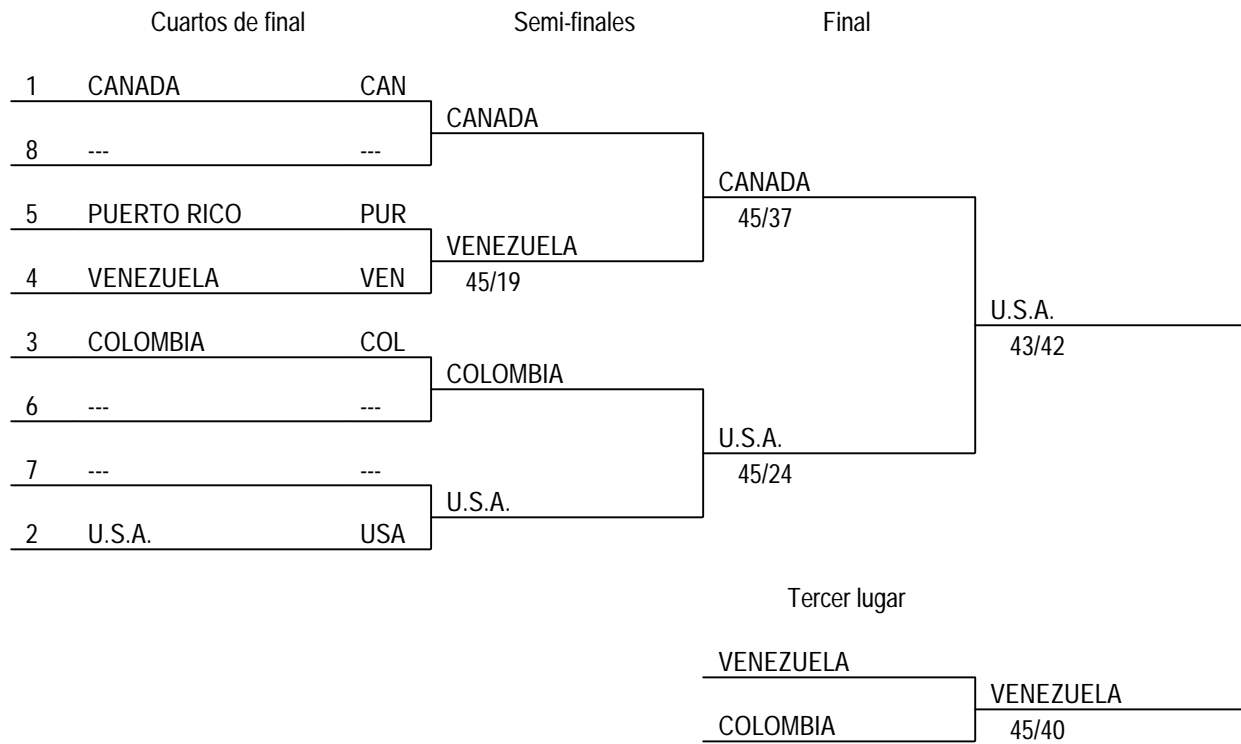 Cuartos de final Semi-finales Final
1 CANADA CAN
CANADA
8 --- ---
CANADA
45/37
5 PUERTO RICO PUR
VENEZUELA
45/19
4 VENEZUELA VEN
U.S.A.
43/42
3 COLOMBIA COL
COLOMBIA
6 --- ---
U.S.A.
45/24
7 --- ---
U.S.A.
2 U.S.A. USA
Tercer lugar
VENEZUELA
VENEZUELA
COLOMBIA 45/40